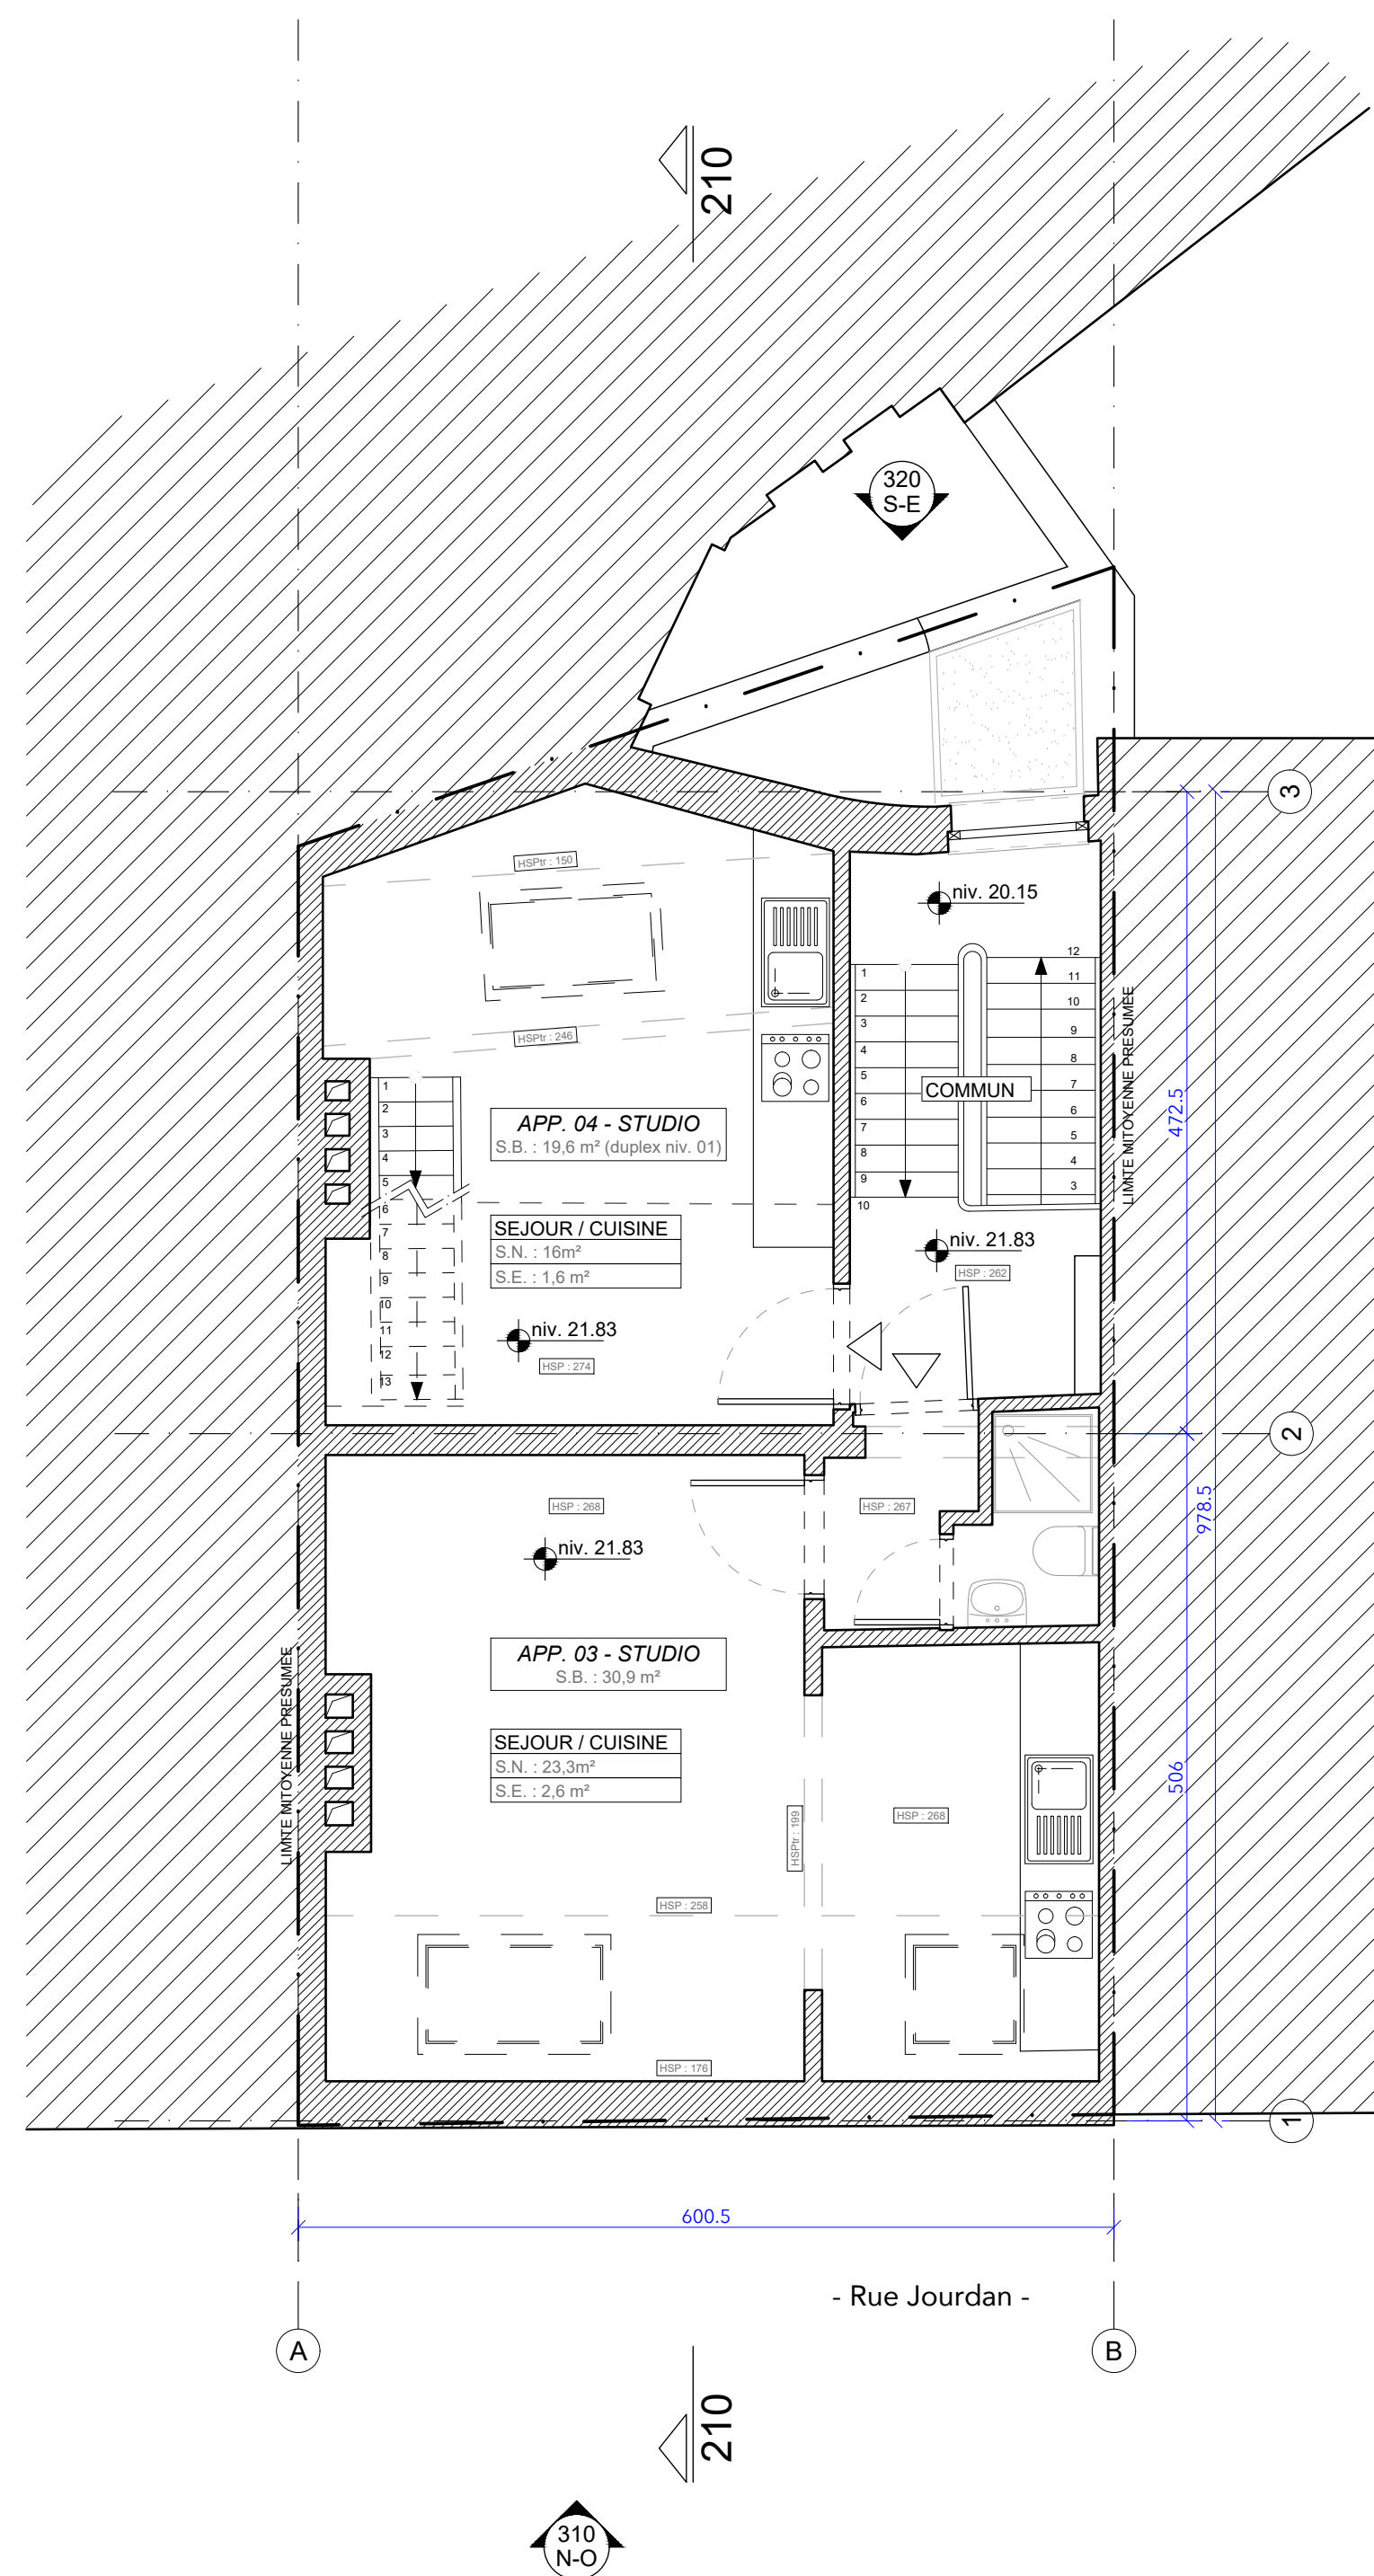 210
320
S-E
3
HSPtr : 150
niv. 20.15
12
11
10
9
8
7
6
5
4
3
1
2
3
4
5
6
7
8
9
10
COMMUN
LIMITE MITOYENNE PRESUMEE
472.5
HSPtr : 246
1
2
3
4
5
6
7
8
9
10
11
12
13
APP. 04 - STUDIO
S.B. : 19,6 m² (duplex niv. 01)
SEJOUR / CUISINE
S.N. : 16m²
S.E. : 1,6 m²
niv. 21.83
HSP : 262
niv. 21.83
HSP : 274
2
HSP : 268
HSP : 267
978.5
niv. 21.83
APP. 03 - STUDIO
S.B. : 30,9 m²
LIMITE MITOYENNE PRESUMEE
SEJOUR / CUISINE
S.N. : 23,3m²
S.E. : 2,6 m²
506
HSPtr : 199
HSP : 268
HSP : 258
HSP : 176
1
600.5
- Rue Jourdan -
A
B
210
310
N-O